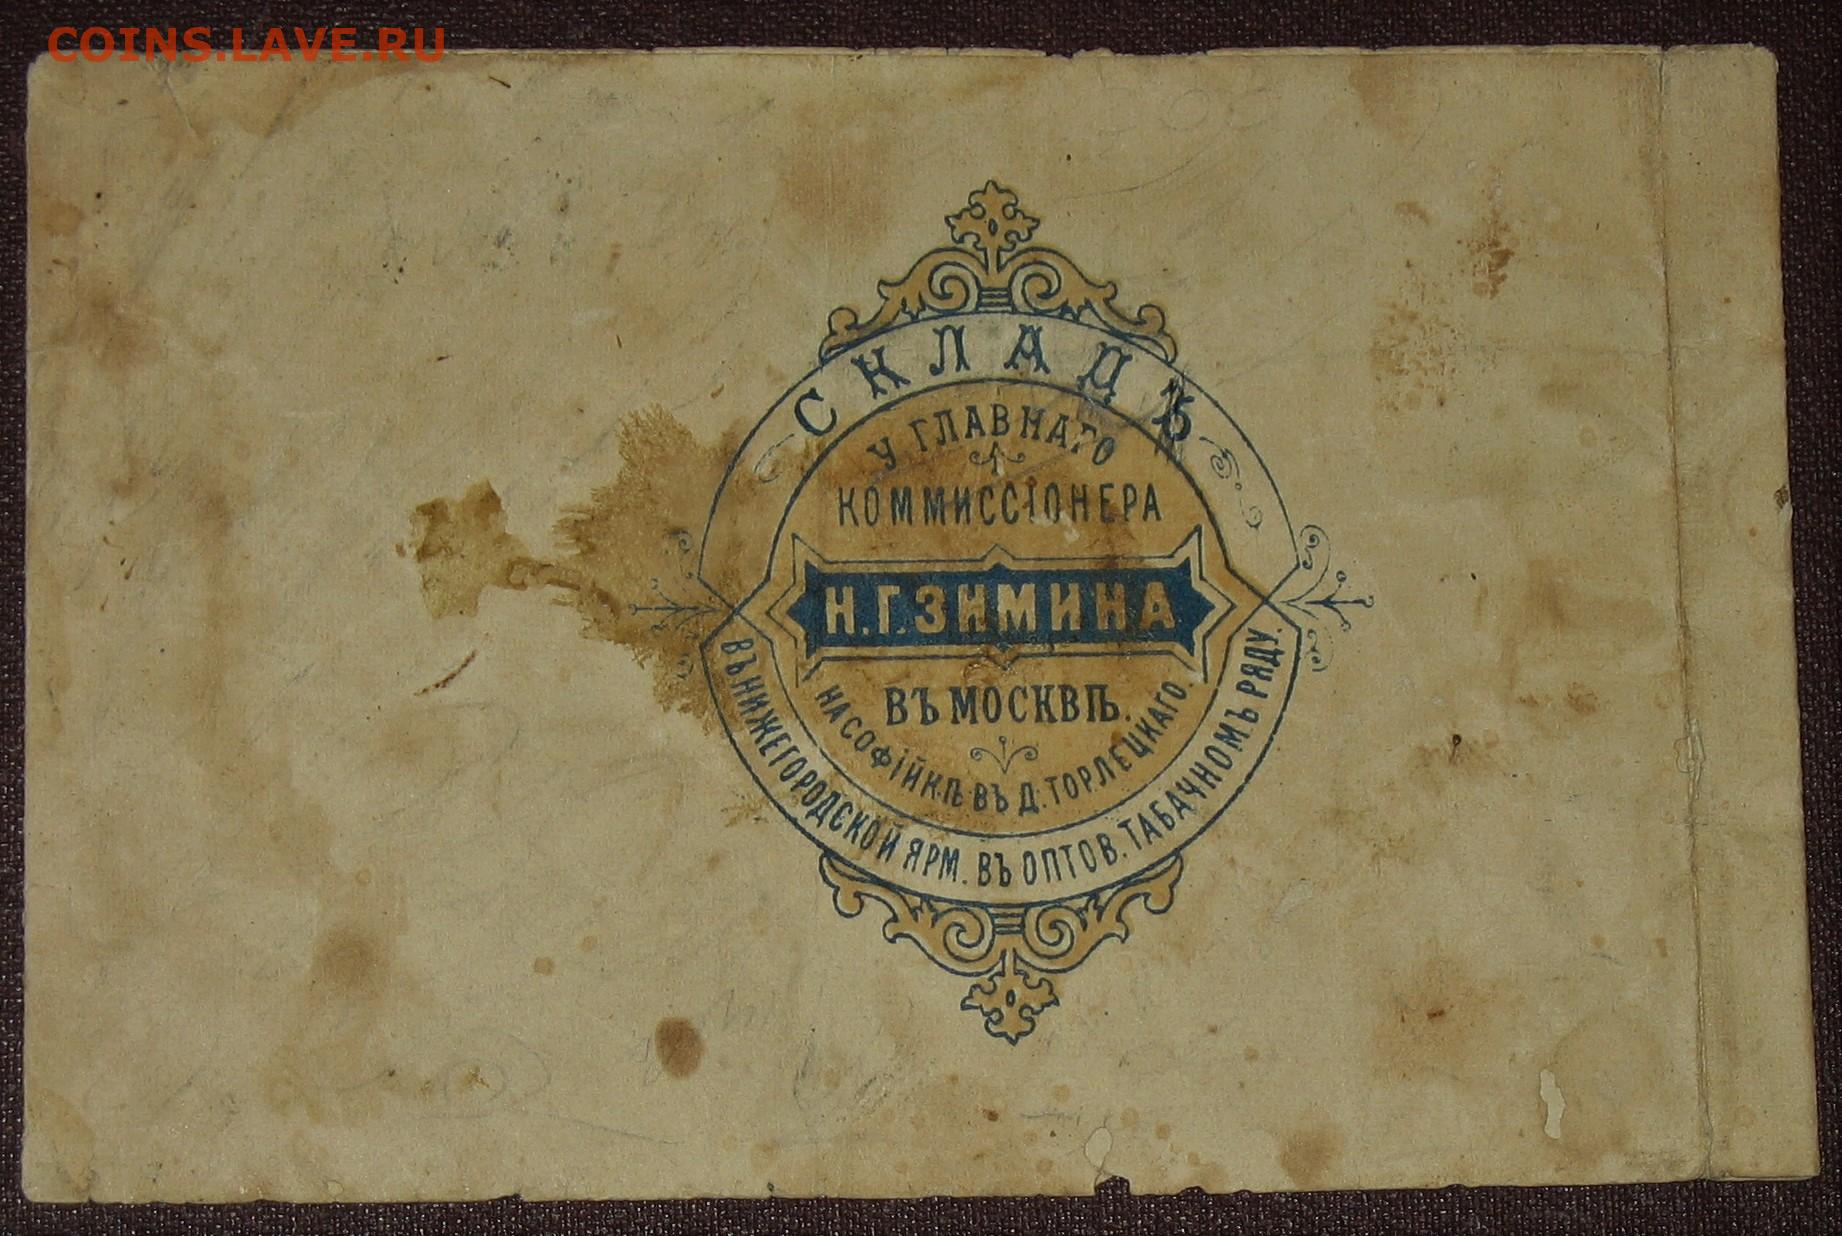 COINS.LAVE.RU
СКЛАДЪ
У ГЛАВНАГО
КОММИССІОНЕРА
Н.Г.ЗИМИНА
ВЪ МОСКВѢ.
НА СОФІЙКѢ ВЪ Д. ТОРЛЕЦКАГО.
ВЪ НИЖЕГОРОДСКОЙ ЯРМ. ВЪ ОПТОВ. ТАБАЧНОМЪ РЯДУ.